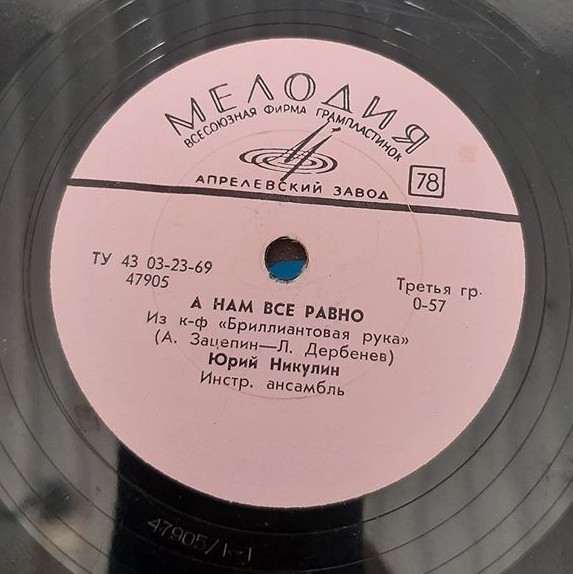 МЕЛОДИЯ
ВСЕСОЮЗНАЯ ФИРМА ГРАМПЛАСТИНОК
АПРЕЛЕВСКИЙ ЗАВОД
78
ТУ 43 03-23-69
47905
Третья гр.
0-57
А НАМ ВСЕ РАВНО
Из к-ф «Бриллиантовая рука»
(А. Зацепин—Л. Дербенев)
Юрий Никулин
Инстр. ансамбль
47905/1-1